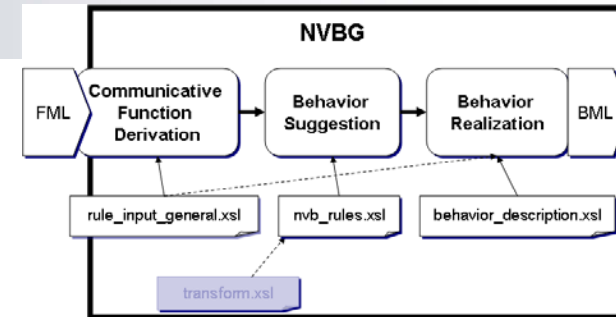 NVBG
FML
Communicative
Function
Derivation
Behavior
Suggestion
Behavior
Realization
BML
rule_input_general.xsl
nvb_rules.xsl
behavior_description.xsl
transform.xsl